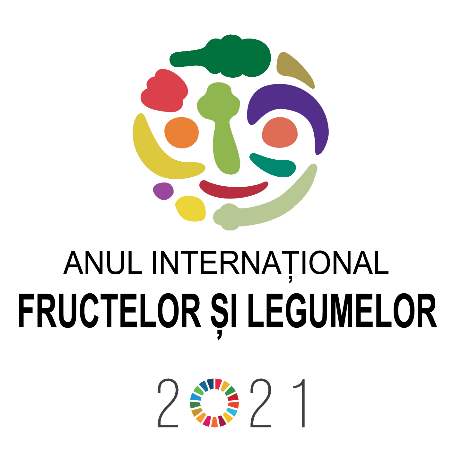 ANUL INTERNAȚIONAL
FRUCTELOR ȘI LEGUMELOR
2021